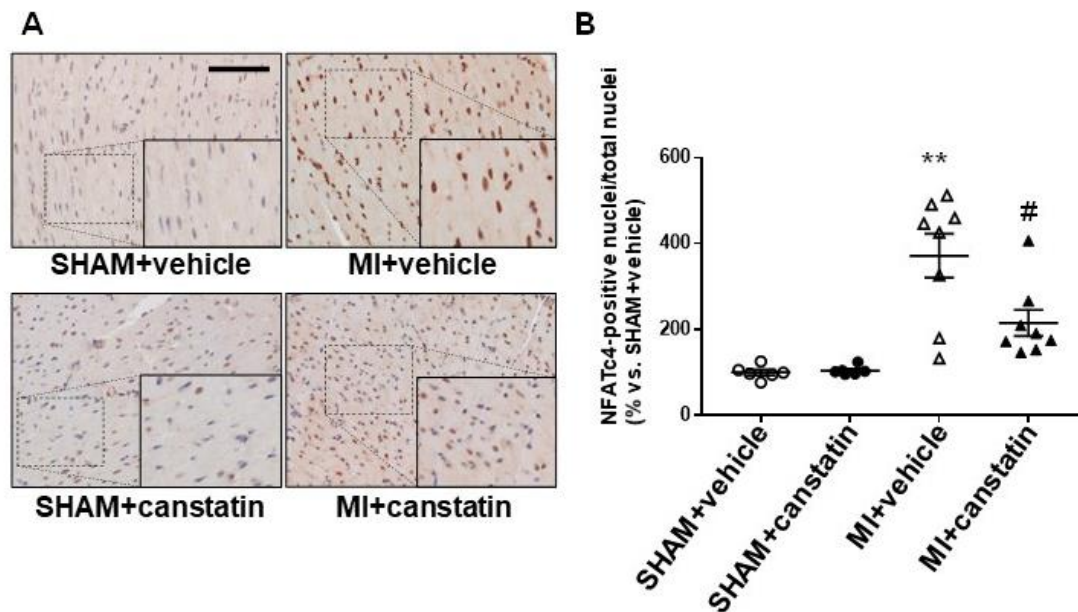 A
SHAM+vehicle
MI+vehicle
SHAM+canstatin
MI+canstatin
B
NFATc4-positive nuclei/total nuclei
(% vs. SHAM+vehicle)
600
400
200
0
**
#
SHAM+vehicle
SHAM+canstatin
MI+vehicle
MI+canstatin